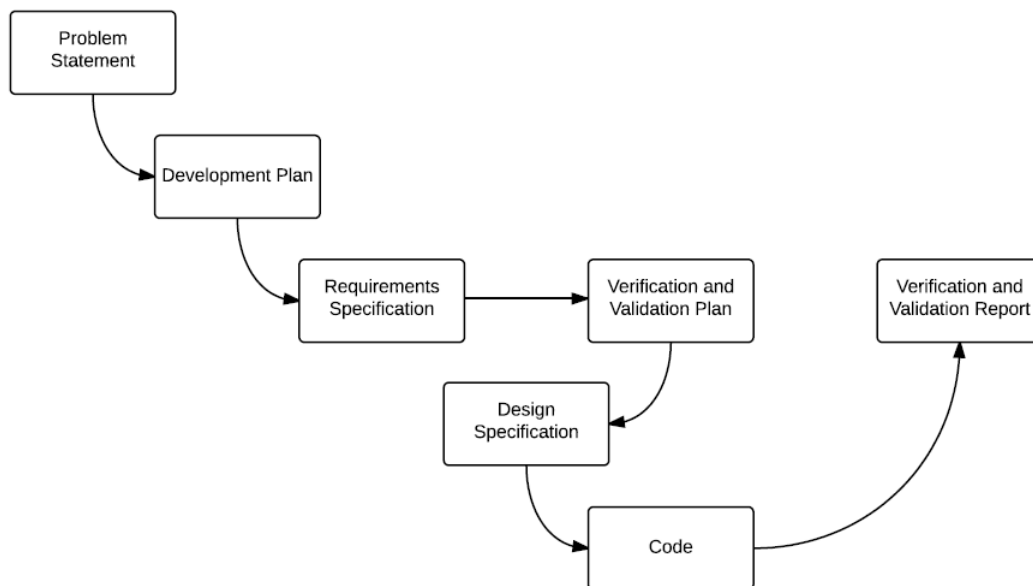 Problem
Statement
Development Plan
Requirements
Specification
Verification and
Validation Plan
Verification and
Validation Report
Design
Specification
Code